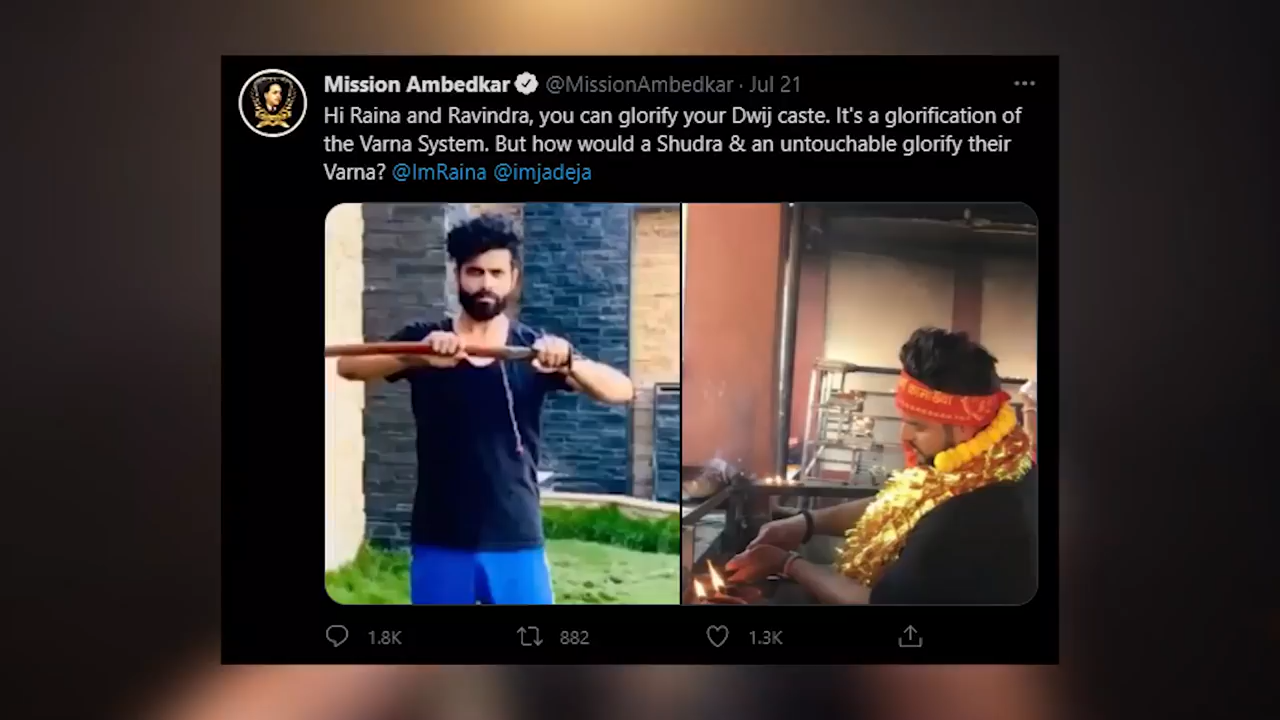 Mission Ambedkar @MissionAmbedkar · Jul 21
Hi Raina and Ravindra, you can glorify your Dwij caste. It's a glorification of
the Varna System. But how would a Shudra & an untouchable glorify their
Varna? @ImRaina @imjadeja
1.8K 882 1.3K